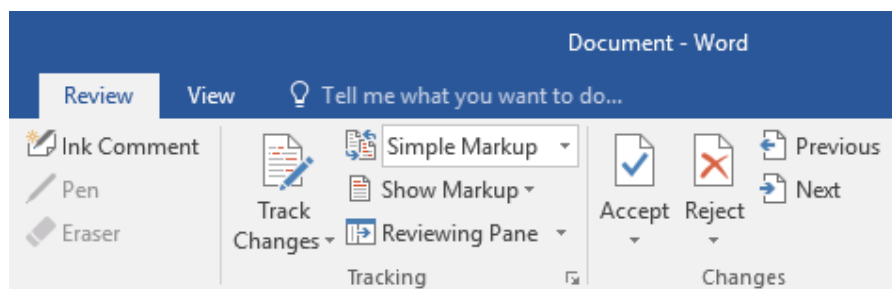 Document - Word
Review View Tell me what you want to do...
Ink Comment
Pen
Eraser
Track
Changes
Simple Markup
Show Markup
Reviewing Pane
Tracking
Accept
Reject
Previous
Next
Changes